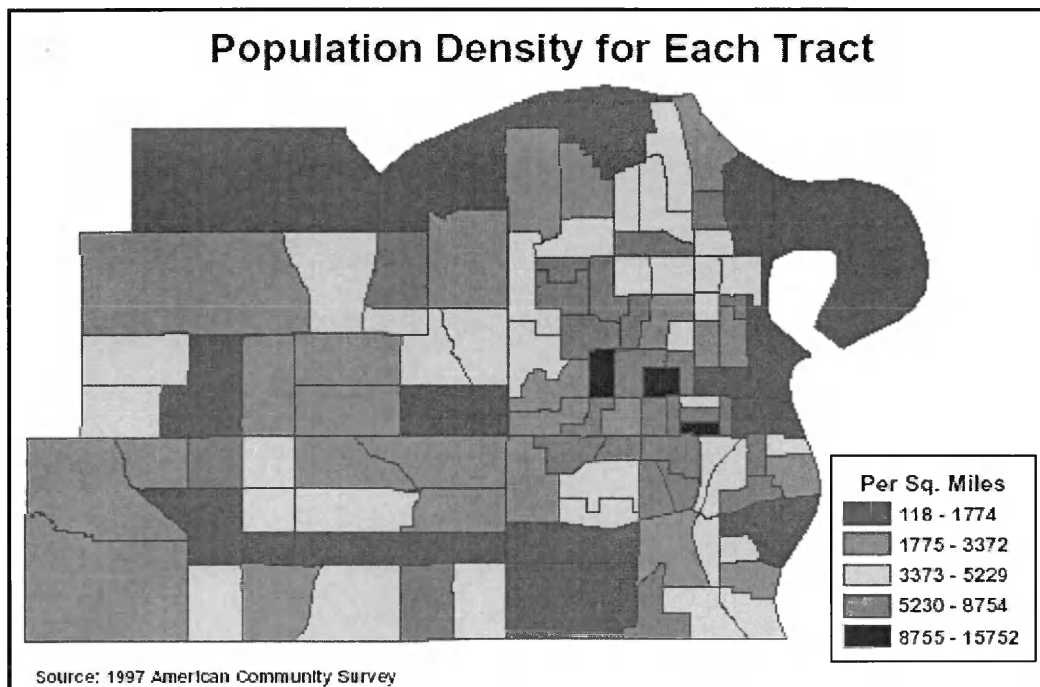 Population Density for Each Tract
Per Sq. Miles
118 - 1774
1775 - 3372
3373 - 5229
5230 - 8754
8755 - 15752
Source: 1997 American Community Survey